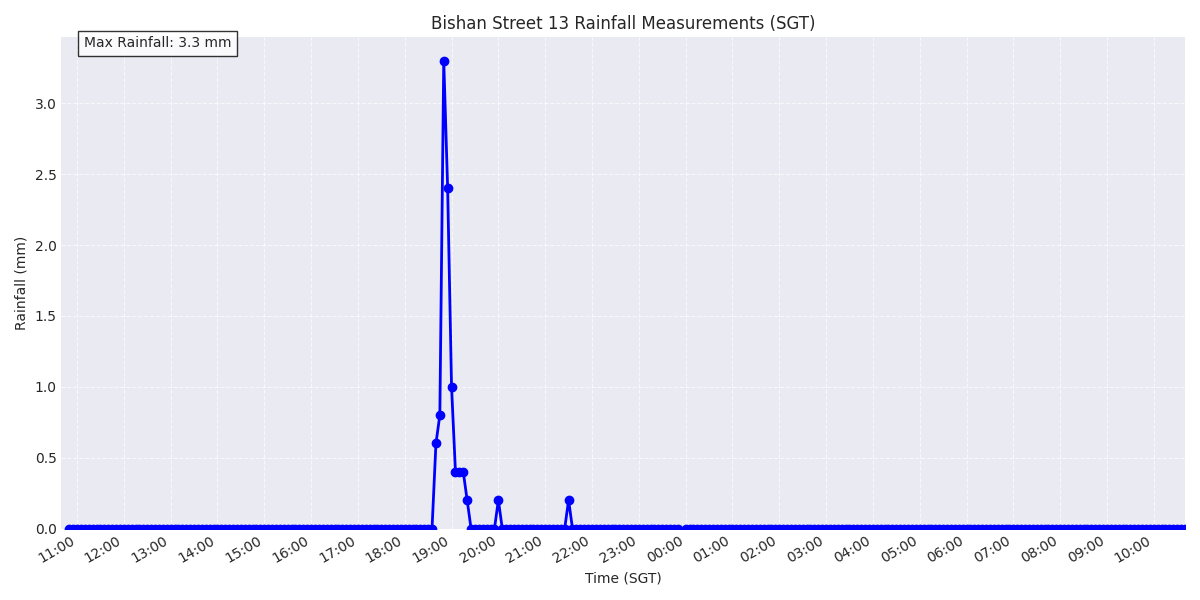 Bishan Street 13 Rainfall Measurements (SGT)
Max Rainfall: 3.3 mm
3.0
2.5
2.0
1.5
1.0
0.5
0.0
Rainfall (mm)
11:00 12:00 13:00 14:00 15:00 16:00 17:00 18:00 19:00 20:00 21:00 22:00 23:00 00:00 01:00 02:00 03:00 04:00 05:00 06:00 07:00 08:00 09:00 10:00
Time (SGT)